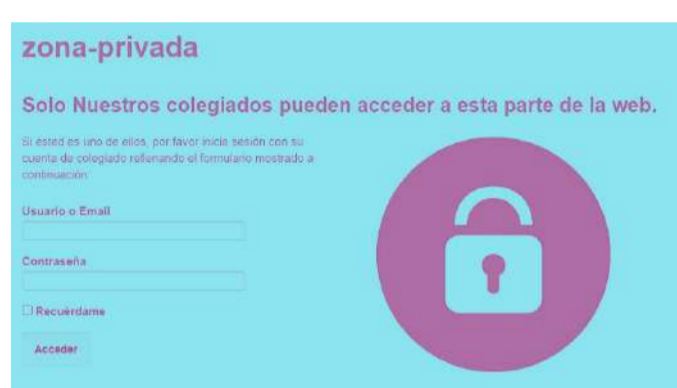 zona-privada
Solo Nuestros colegiados pueden acceder a esta parte de la web.
Si ested es uno de ellos, por favor inicie sesión con su
cuenta de colegiado rellenando el formulario mostrado a
continuación:
Usuario o Email
Contraseña
Recuérdame
Acceder